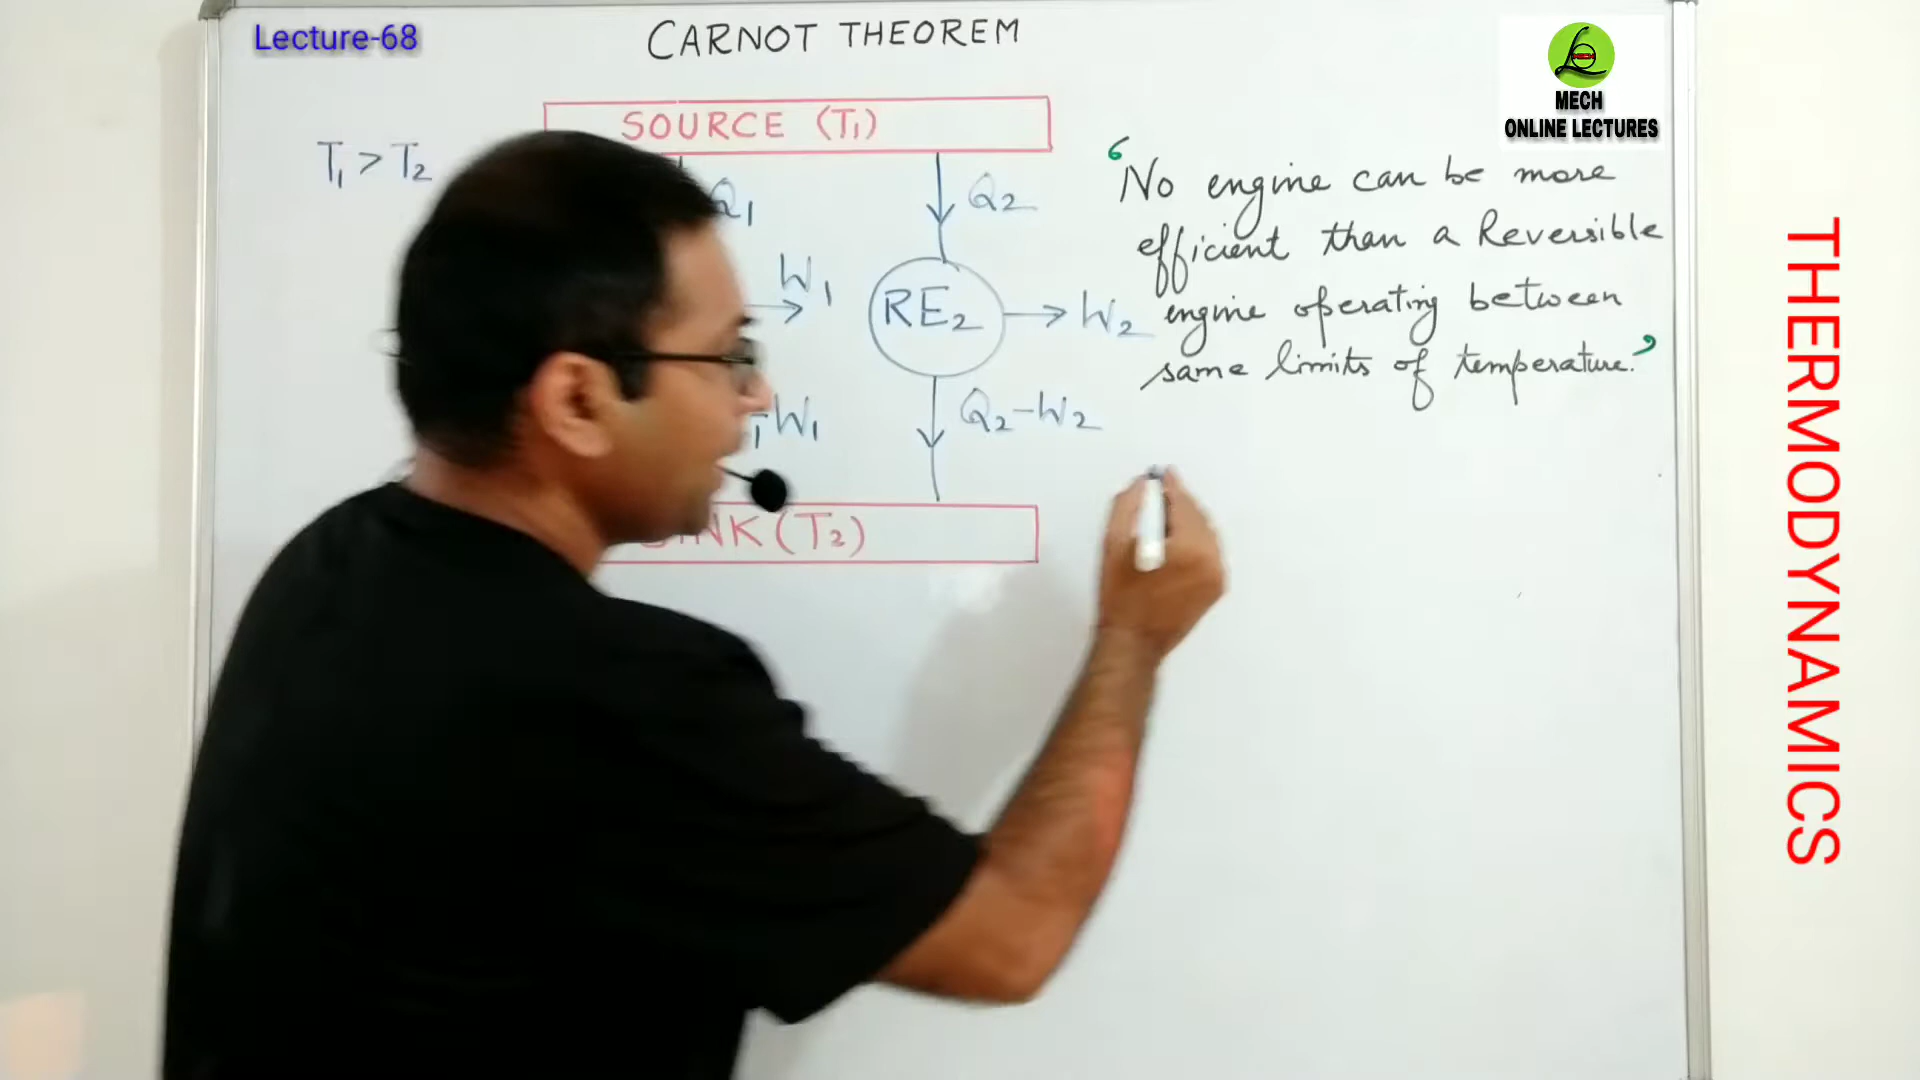 Lecture-68
CARNOT THEOREM
MECH
ONLINE LECTURES
SOURCE (T1)
T1 > T2
Q1
Q2
W1
RE2
W2
W1
Q2-W2
(T2)
‘No engine can be more
efficient than a Reversible
engine operating between
same limits of temperature.’
THERMODYNAMICS